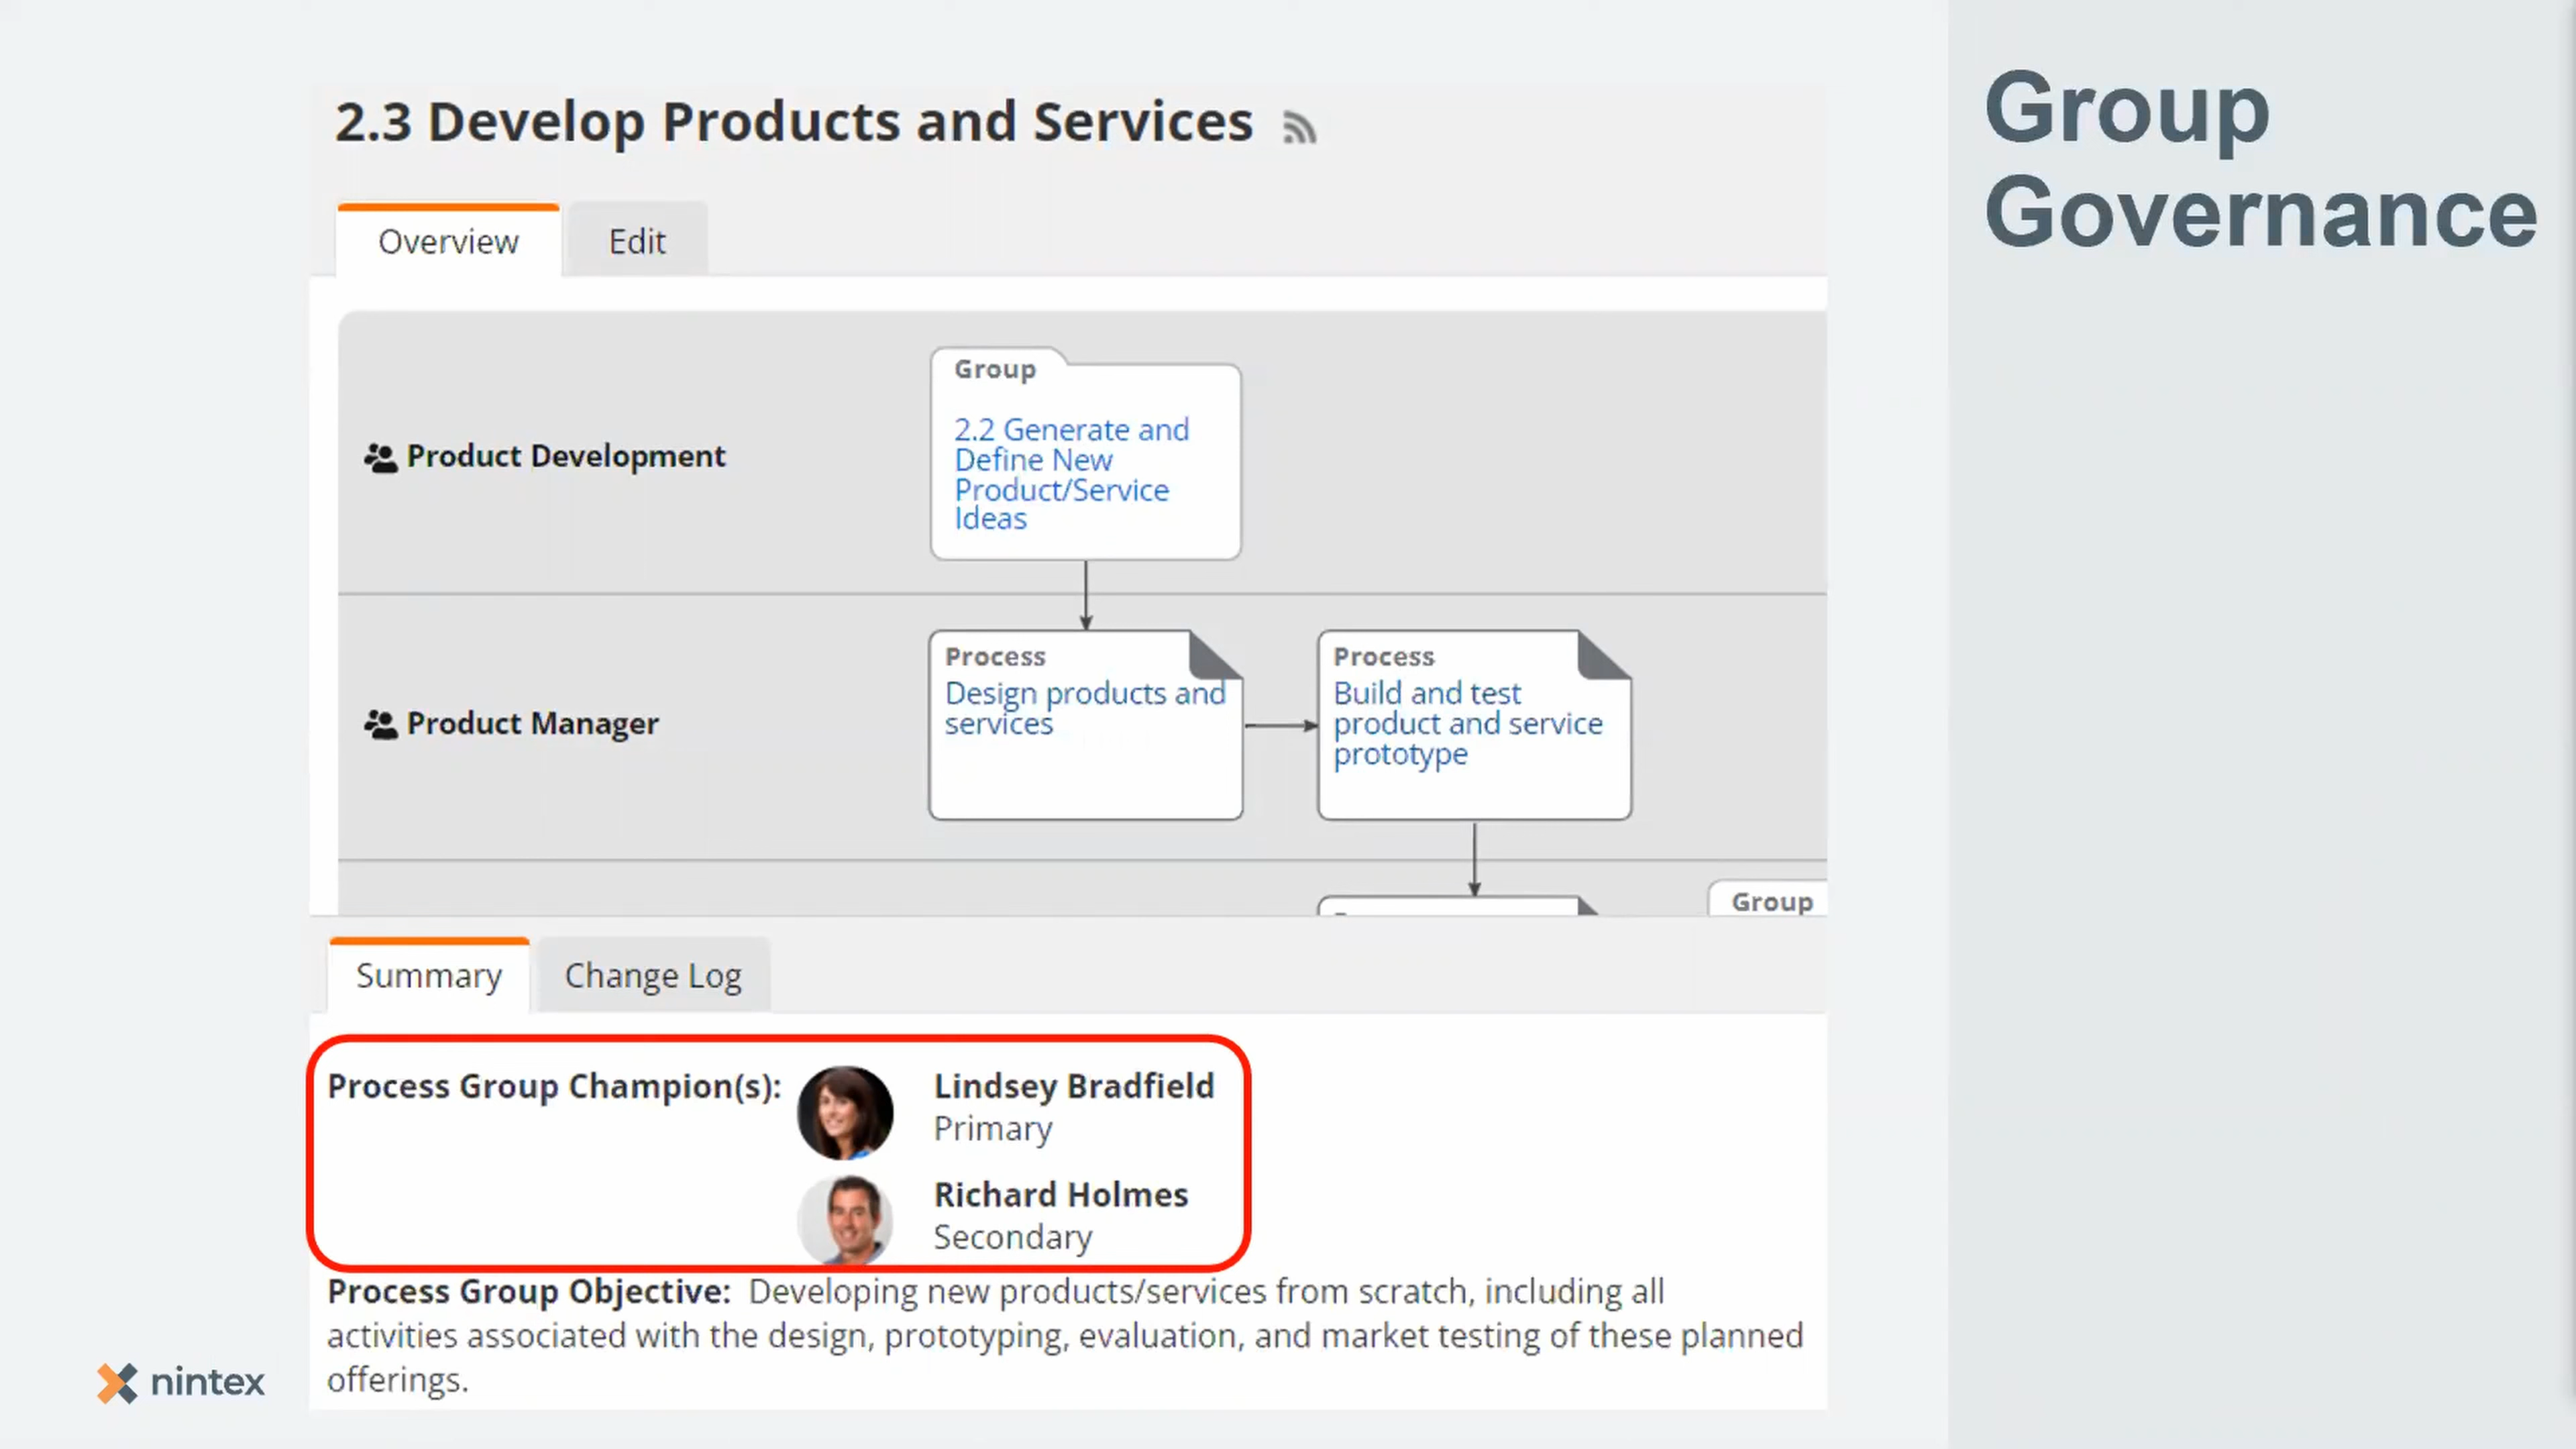 Group
Governance
2.3 Develop Products and Services
Overview
Edit
Group
2.2 Generate and
Define New
Product/Service
Ideas
Product Development
Process
Design products and
services
Process
Build and test
product and service
prototype
Product Manager
Group
Summary
Change Log
Process Group Champion(s):
Lindsey Bradfield
Primary
Richard Holmes
Secondary
Process Group Objective: Developing new products/services from scratch, including all
activities associated with the design, prototyping, evaluation, and market testing of these planned
offerings.
nintex